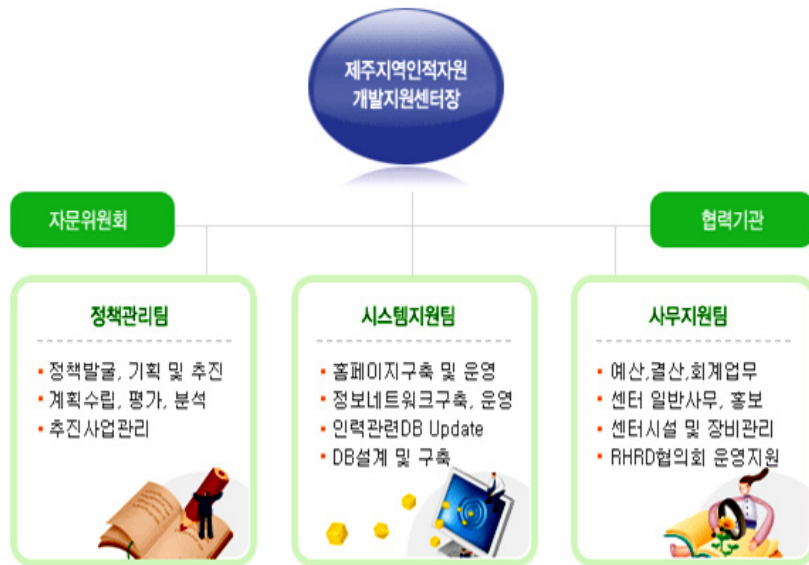 제주지역인적자원
개발지원센터장
자문위원회
협력기관
정책관리팀
정책발굴, 기획 및 추진
계획수립, 평가, 분석
추진사업관리
시스템지원팀
홈페이지구축 및 운영
정보네트워크구축, 운영
인력관련DB Update
DB설계 및 구축
사무지원팀
예산,결산,회계업무
센터 일반사무, 홍보
센터시설 및 장비관리
RHRD협의회 운영지원